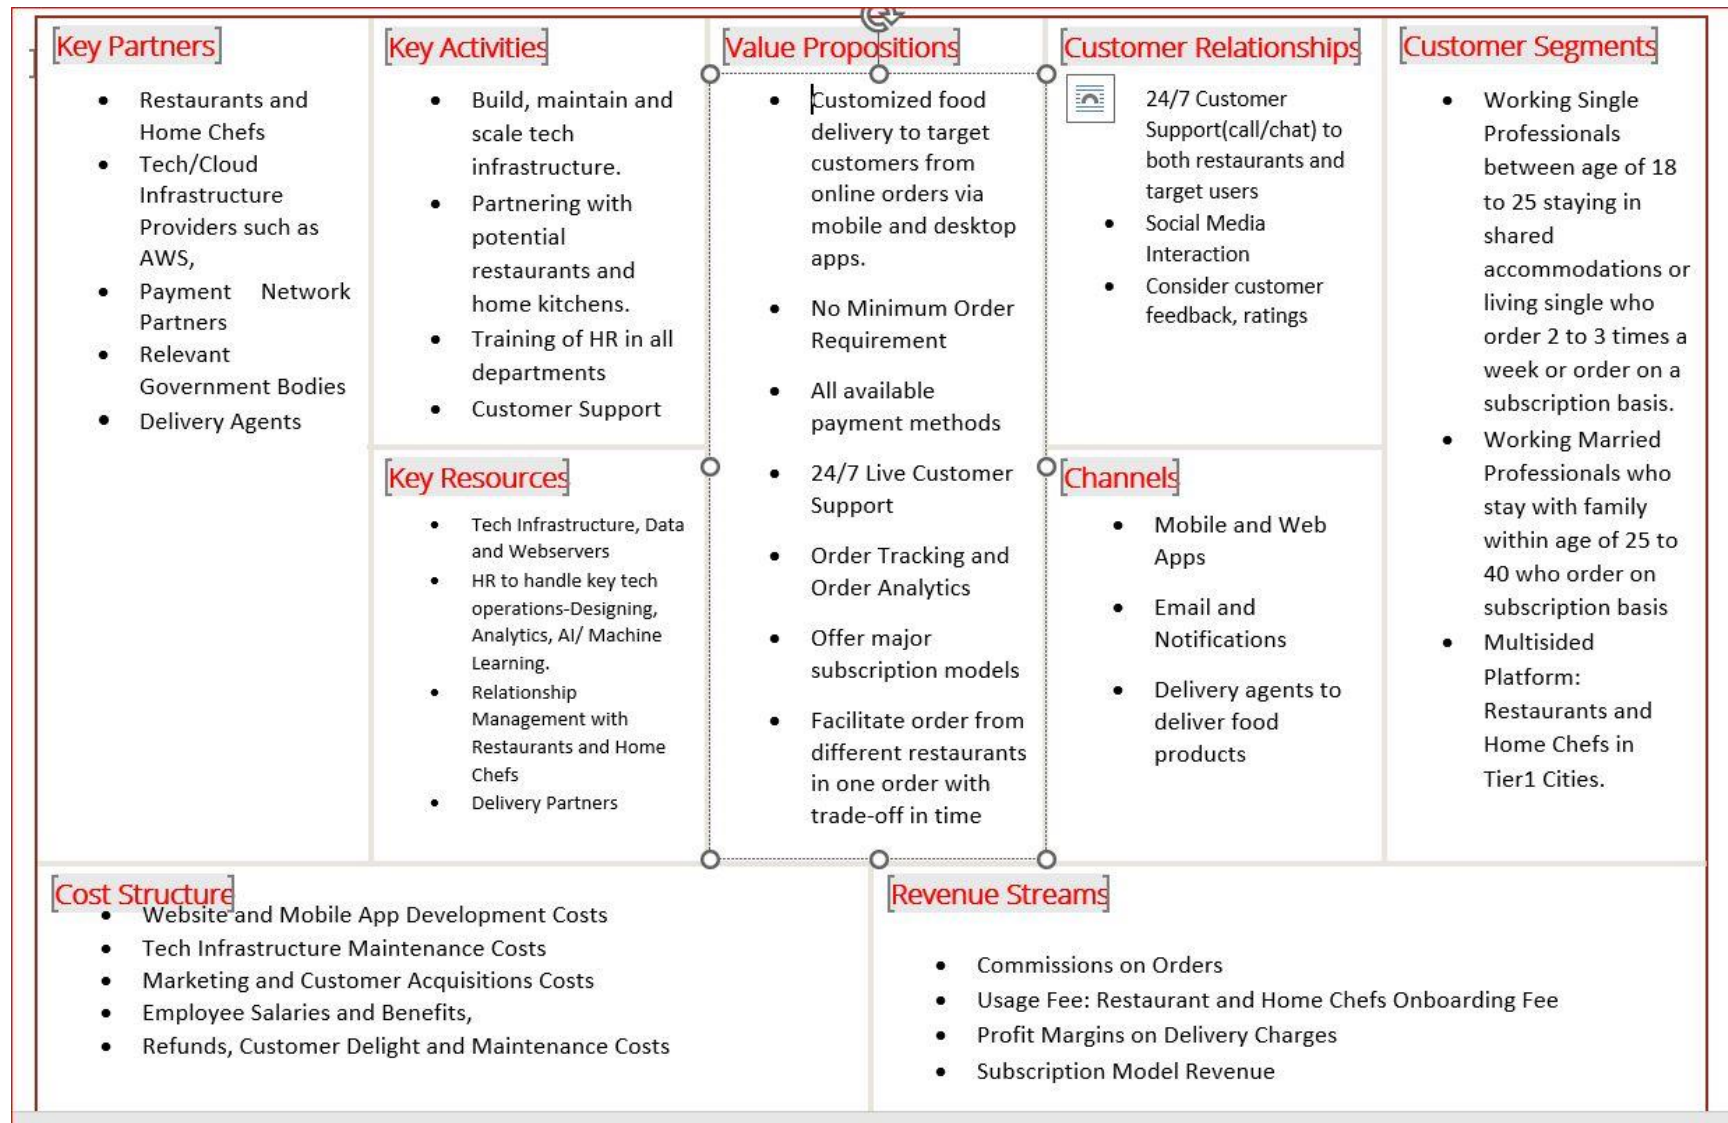 Key Partners
• Restaurants and
Home Chefs
• Tech/Cloud
Infrastructure
Providers such as
AWS,
• Payment Network
Partners
• Relevant
Government Bodies
• Delivery Agents
Key Activities
• Build, maintain and
scale tech
infrastructure.
• Partnering with
potential
restaurants and
home kitchens.
• Training of HR in all
departments
• Customer Support
Key Resources
• Tech Infrastructure, Data
and Webservers
• HR to handle key tech
operations-Designing,
Analytics, AI/ Machine
Learning.
• Relationship
Management with
Restaurants and Home
Chefs
• Delivery Partners
Value Propositions
• Customized food
delivery to target
customers from
online orders via
mobile and desktop
apps.
• No Minimum Order
Requirement
• All available
payment methods
• 24/7 Live Customer
Support
• Order Tracking and
Order Analytics
• Offer major
subscription models
• Facilitate order from
different restaurants
in one order with
trade-off in time
Customer Relationships
24/7 Customer
Support(call/chat) to
both restaurants and
target users
• Social Media
Interaction
• Consider customer
feedback, ratings
Channels
• Mobile and Web
Apps
• Email and
Notifications
• Delivery agents to
deliver food
products
Customer Segments
• Working Single
Professionals
between age of 18
to 25 staying in
shared
accommodations or
living single who
order 2 to 3 times a
week or order on a
subscription basis.
• Working Married
Professionals who
stay with family
within age of 25 to
40 who order on
subscription basis
• Multisided
Platform:
Restaurants and
Home Chefs in
Tier1 Cities.
Cost Structure
• Website and Mobile App Development Costs
• Tech Infrastructure Maintenance Costs
• Marketing and Customer Acquisitions Costs
• Employee Salaries and Benefits,
• Refunds, Customer Delight and Maintenance Costs
Revenue Streams
• Commissions on Orders
• Usage Fee: Restaurant and Home Chefs Onboarding Fee
• Profit Margins on Delivery Charges
• Subscription Model Revenue